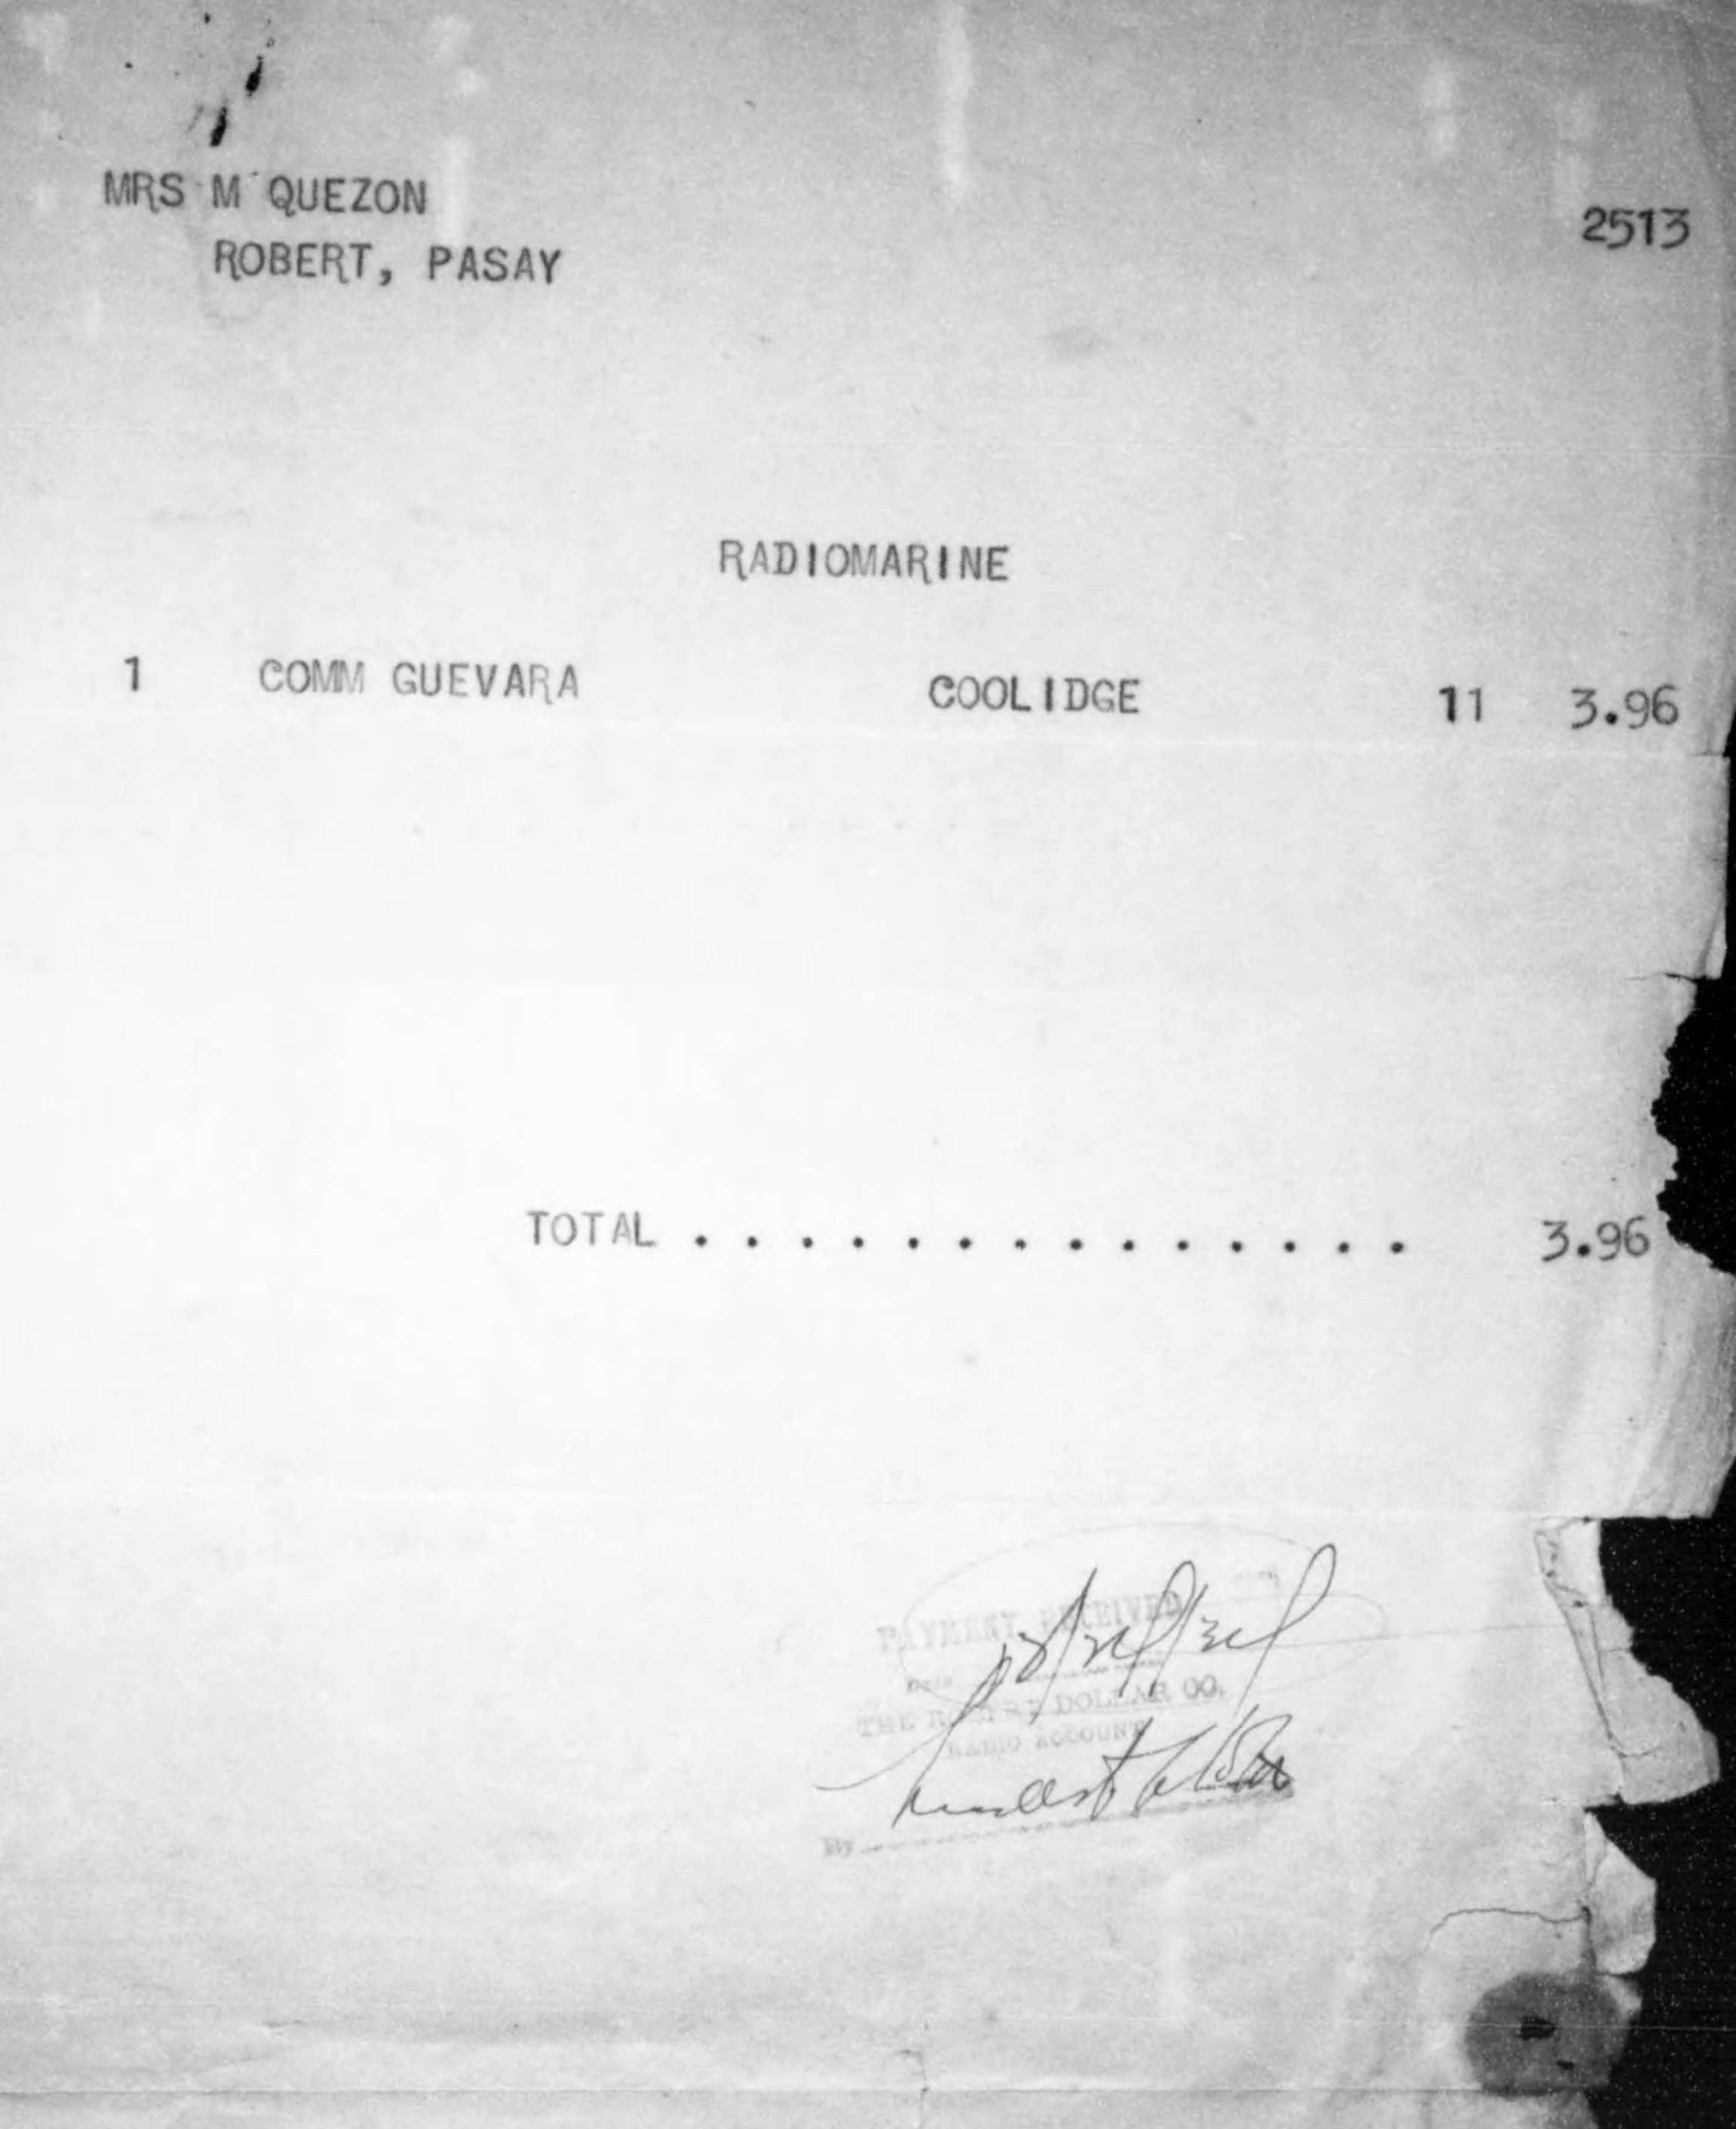 MRS M QUEZON
2513
ROBERT, PASAY
RADIOMARINE
1 COMM GUEVARA COOLIDGE 11 3.96
TOTAL . . . . . . . . . . . . . . 3.96
PAYMENT RECEIVED
Date
THE ROBERT DOLLAR CO.
RADIO ACCOUNT
By